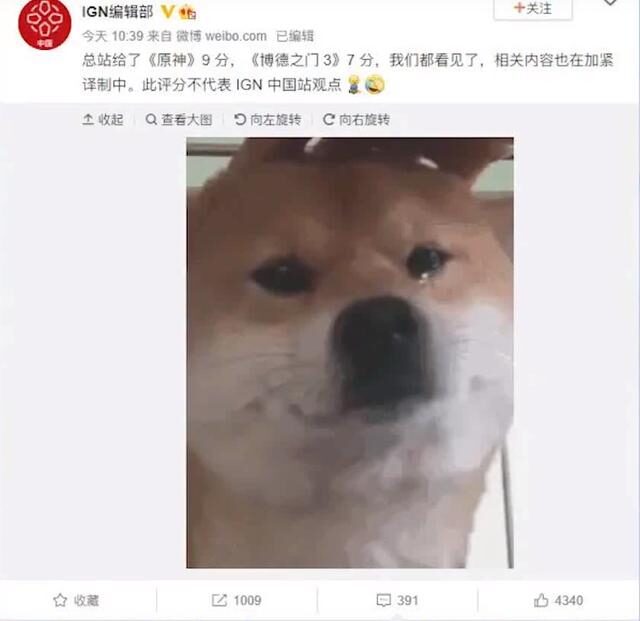 中国
IGN编辑部
+关注
今天 10:39 来自 微博 weibo.com 已编辑
总站给了《原神》9 分，《博德之门 3》7 分，我们都看见了，相关内容也在加紧
译制中。此评分不代表 IGN 中国站观点
收起 查看大图 向左旋转 向右旋转
收藏 1009 391 4340